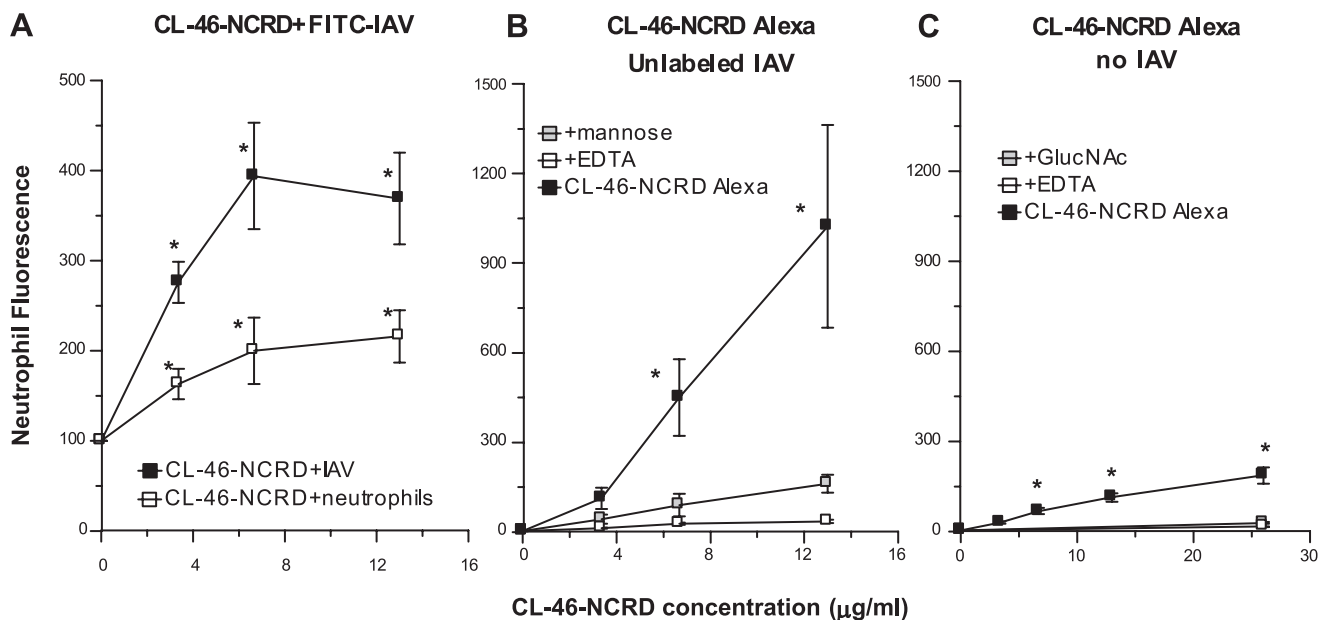 A
CL-46-NCRD+FITC-IAV
500
400
300
200
100
0
0
4
8
12
16
CL-46-NCRD+IAV
CL-46-NCRD+neutrophils
*
*
*
*
*
*
Neutrophil Fluorescence
B
CL-46-NCRD Alexa
Unlabeled IAV
1500
1200
900
600
300
0
0
4
8
12
16
+mannose
+EDTA
CL-46-NCRD Alexa
*
*
C
CL-46-NCRD Alexa
no IAV
1500
1200
900
600
300
0
0
10
20
30
+GlucNAc
+EDTA
CL-46-NCRD Alexa
*
*
*
CL-46-NCRD concentration (μg/ml)